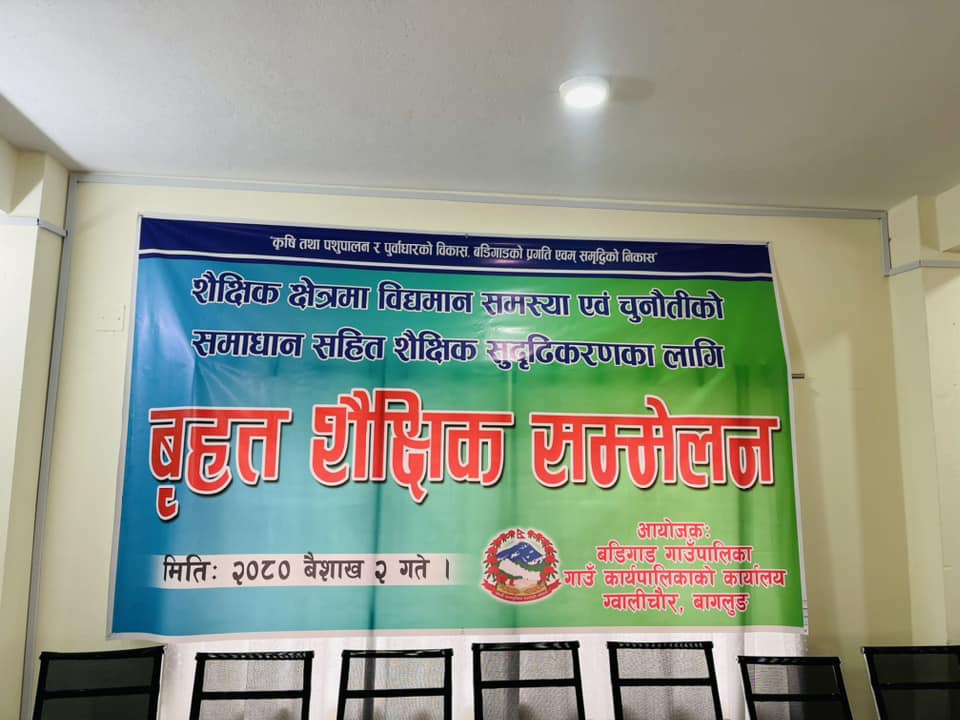 "कृषि तथा पशुपालन र पुर्वाधारको विकास, बडिगाडको प्रगति एवम् समृद्धिको निकास"
शैक्षिक क्षेत्रमा विद्यमान समस्या एवं चुनौतीको
समाधान सहित शैक्षिक सुदृढिकरणका लागि
बृहत शैक्षिक सम्मेलन
मितिः २०८० बैशाख २ गते ।
आयोजकः
बडिगाड गाउँपालिका
गाउँ कार्यपालिकाको कार्यालय
ग्वालीचौर, बागलुङ